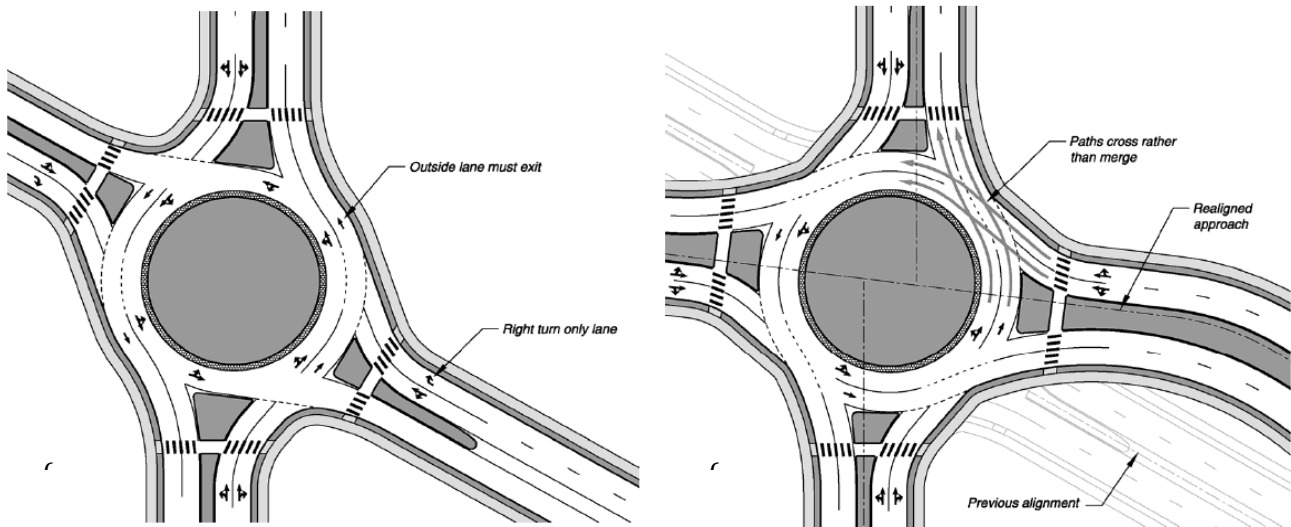 Outside lane must exit
Right turn only lane
Paths cross rather
than merge
Realigned
approach
Previous alignment